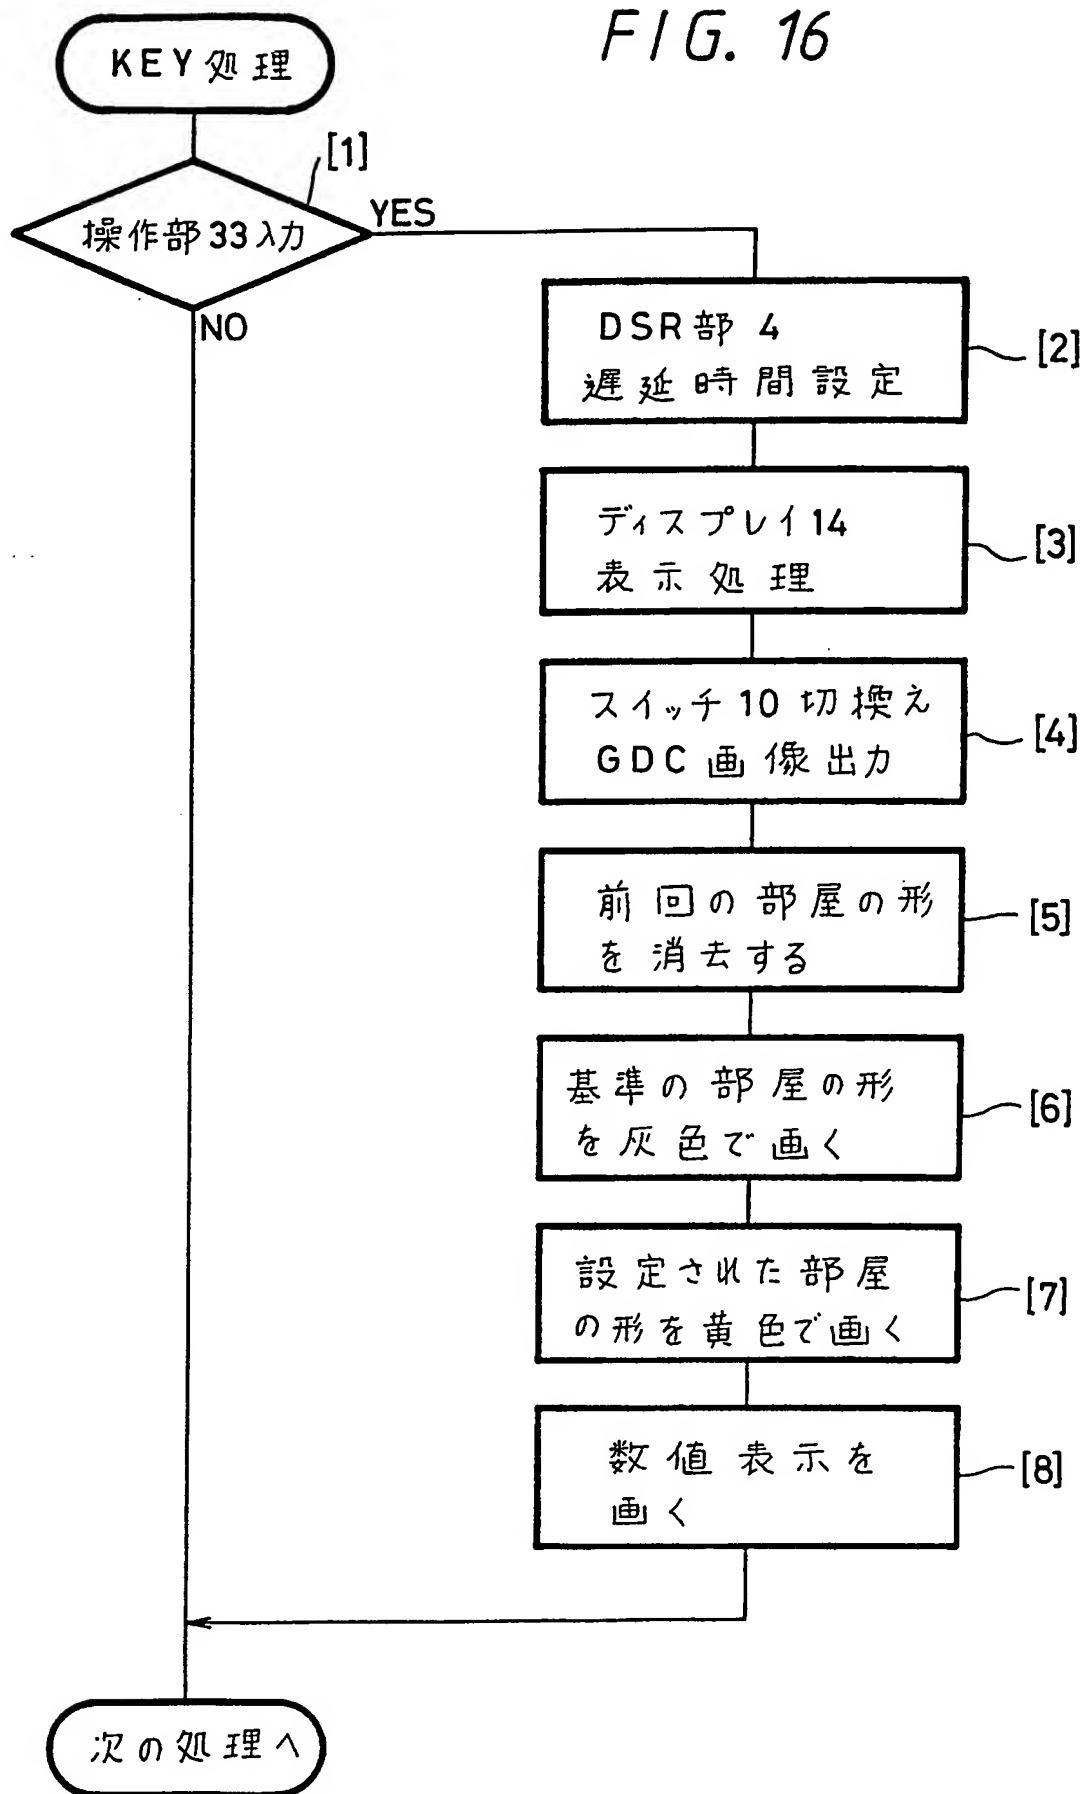 FIG. 16
KEY処理
[1]
操作部33入力
YES
NO
DSR部 4
遅延時間設定
[2]
ディスプレイ14
表示処理
[3]
スイッチ10切換え
GDC画像出力
[4]
前回の部屋の形
を消去する
[5]
基準の部屋の形
を灰色で画く
[6]
設定された部屋
の形を黄色で画く
[7]
数値表示を
画く
[8]
次の処理へ